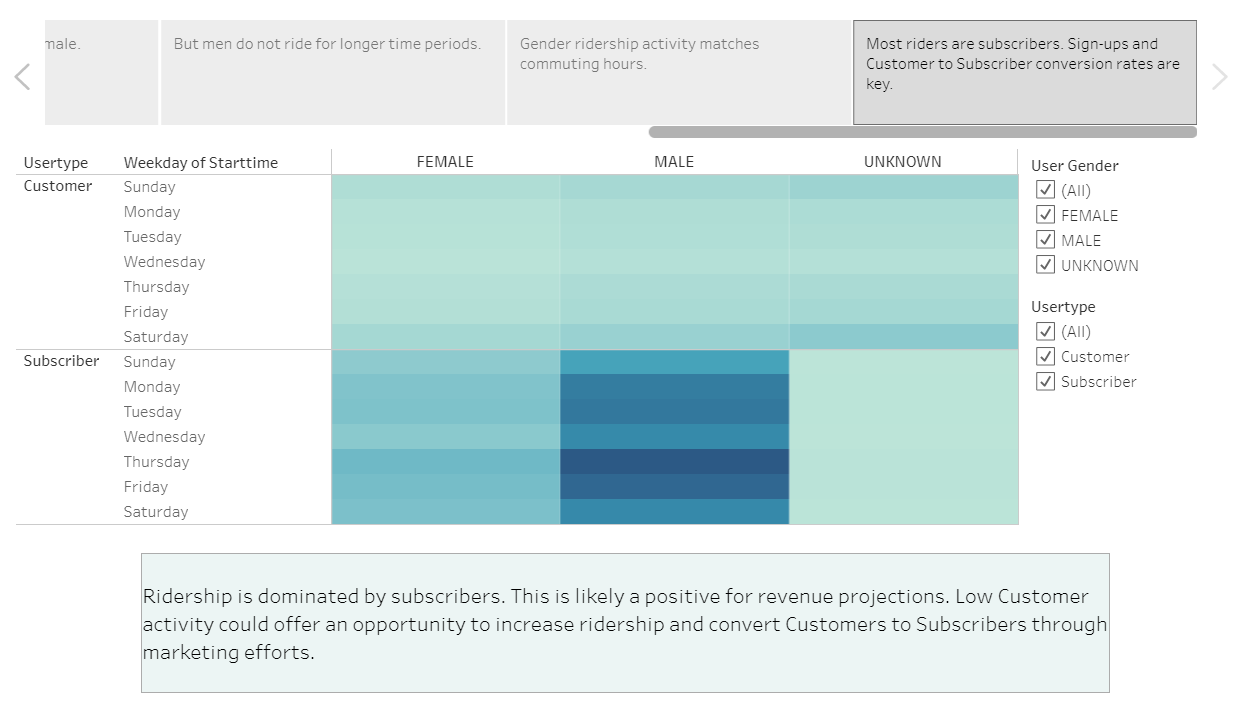 male.
But men do not ride for longer time periods.
Gender ridership activity matches
commuting hours.
Most riders are subscribers. Sign-ups and
Customer to Subscriber conversion rates are
key.
Usertype Weekday of Starttime FEMALE MALE UNKNOWN
Customer Sunday
Monday
Tuesday
Wednesday
Thursday
Friday
Saturday
Subscriber Sunday
Monday
Tuesday
Wednesday
Thursday
Friday
Saturday
User Gender
(All)
FEMALE
MALE
UNKNOWN
Usertype
(All)
Customer
Subscriber
Ridership is dominated by subscribers. This is likely a positive for revenue projections. Low Customer
activity could offer an opportunity to increase ridership and convert Customers to Subscribers through
marketing efforts.